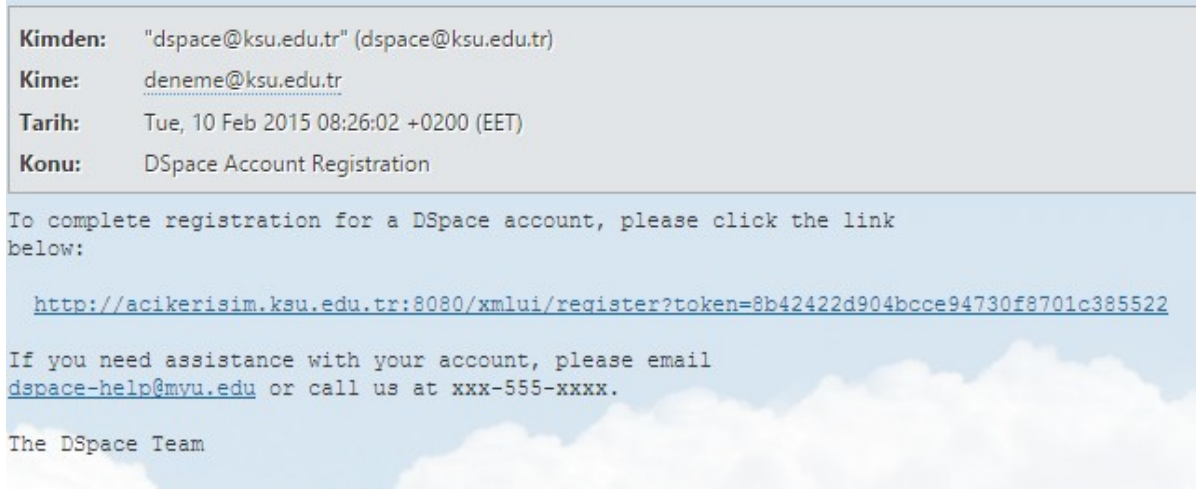 Kimden: "dspace@ksu.edu.tr" (dspace@ksu.edu.tr)
Kime: deneme@ksu.edu.tr
Tarih: Tue, 10 Feb 2015 08:26:02 +0200 (EET)
Konu: DSpace Account Registration
To complete registration for a DSpace account, please click the link
below:
http://acikerisim.ksu.edu.tr:8080/xmlui/register?token=8b42422d904bcce94730f8701c385522
If you need assistance with your account, please email
dspace-help@myu.edu or call us at xxx-555-xxxx.
The DSpace Team